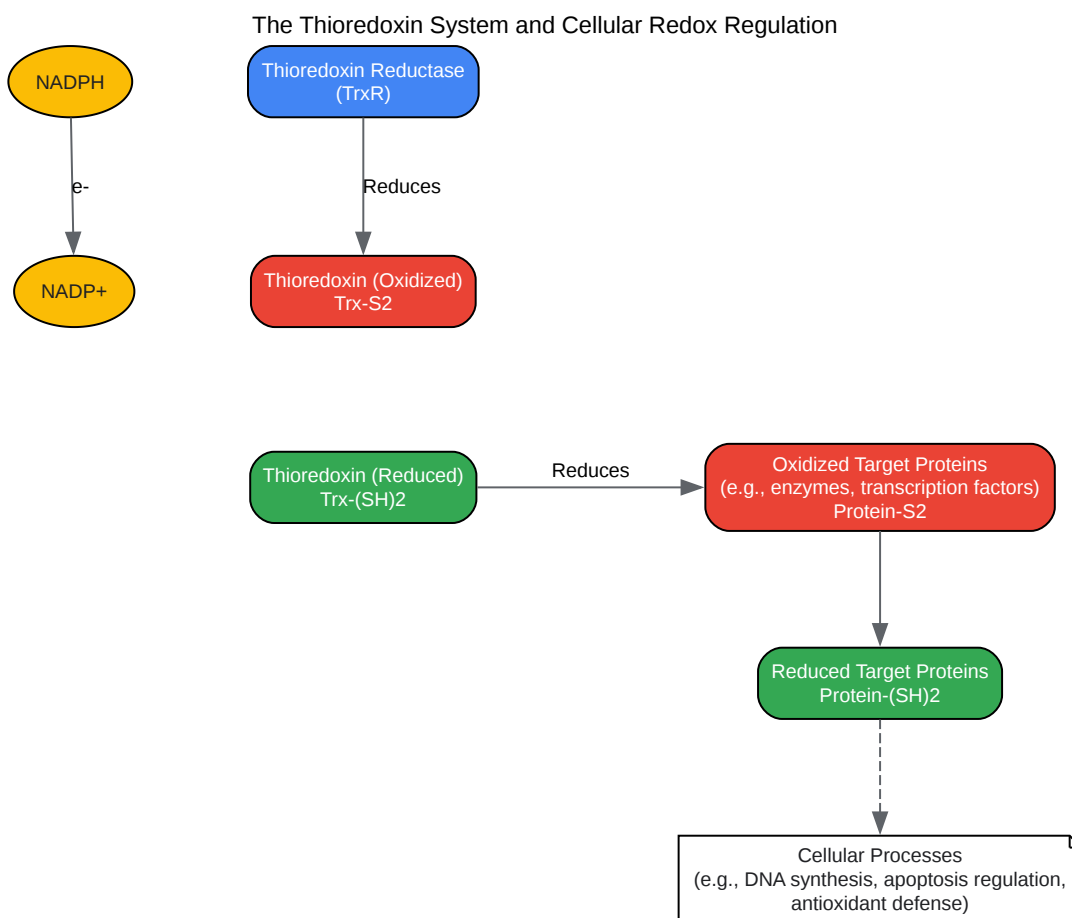 The Thioredoxin System and Cellular Redox Regulation
NADPH
Thioredoxin Reductase
(TrxR)
e-
Reduces
NADP+
Thioredoxin (Oxidized)
Trx-S2
Thioredoxin (Reduced)
Trx-(SH)2
Reduces
Oxidized Target Proteins
(e.g., enzymes, transcription factors)
Protein-S2
Reduced Target Proteins
Protein-(SH)2
Cellular Processes
(e.g., DNA synthesis, apoptosis regulation,
antioxidant defense)